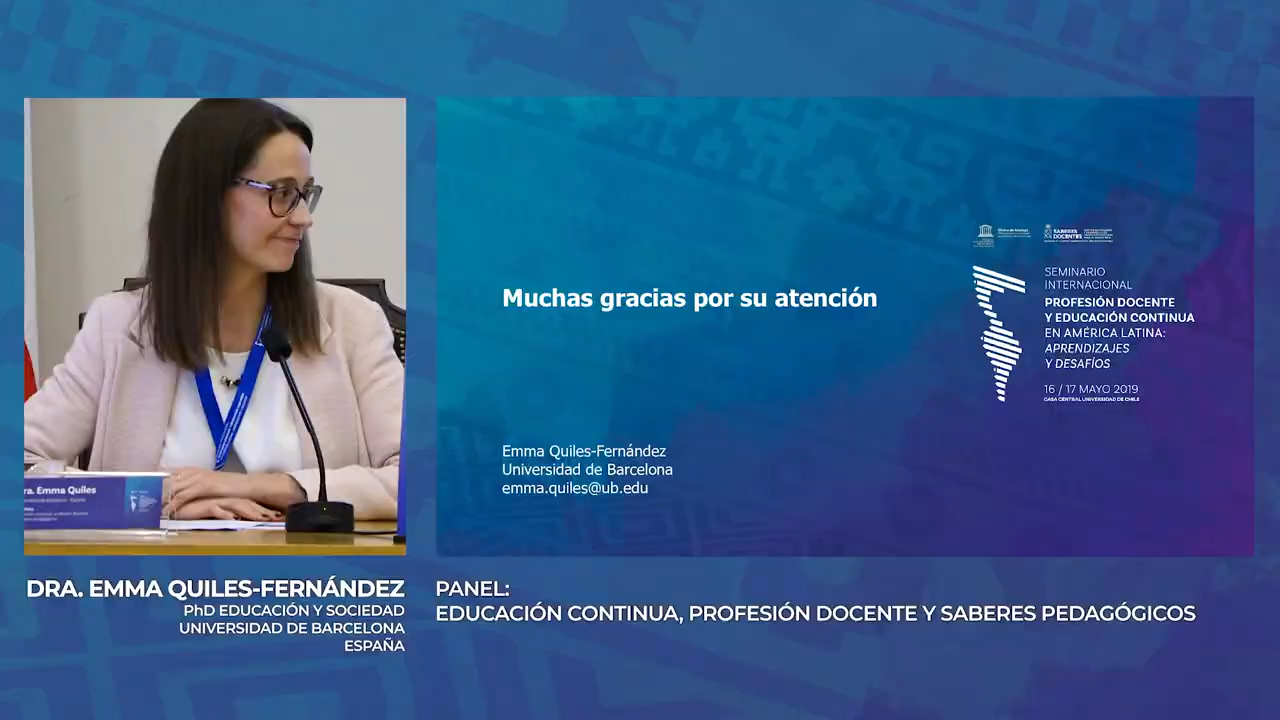 Muchas gracias por su atención
Emma Quiles-Fernández
Universidad de Barcelona
emma.quiles@ub.edu
SABERES
DOCENTES
SEMINARIO
INTERNACIONAL
PROFESIÓN DOCENTE
Y EDUCACIÓN CONTINUA
EN AMÉRICA LATINA:
APRENDIZAJES
Y DESAFÍOS
16 / 17 MAYO 2019
CASA CENTRAL UNIVERSIDAD DE CHILE
ra. Emma Quiles
DRA. EMMA QUILES-FERNÁNDEZ
PhD EDUCACIÓN Y SOCIEDAD
UNIVERSIDAD DE BARCELONA
ESPAÑA
PANEL:
EDUCACIÓN CONTINUA, PROFESIÓN DOCENTE Y SABERES PEDAGÓGICOS